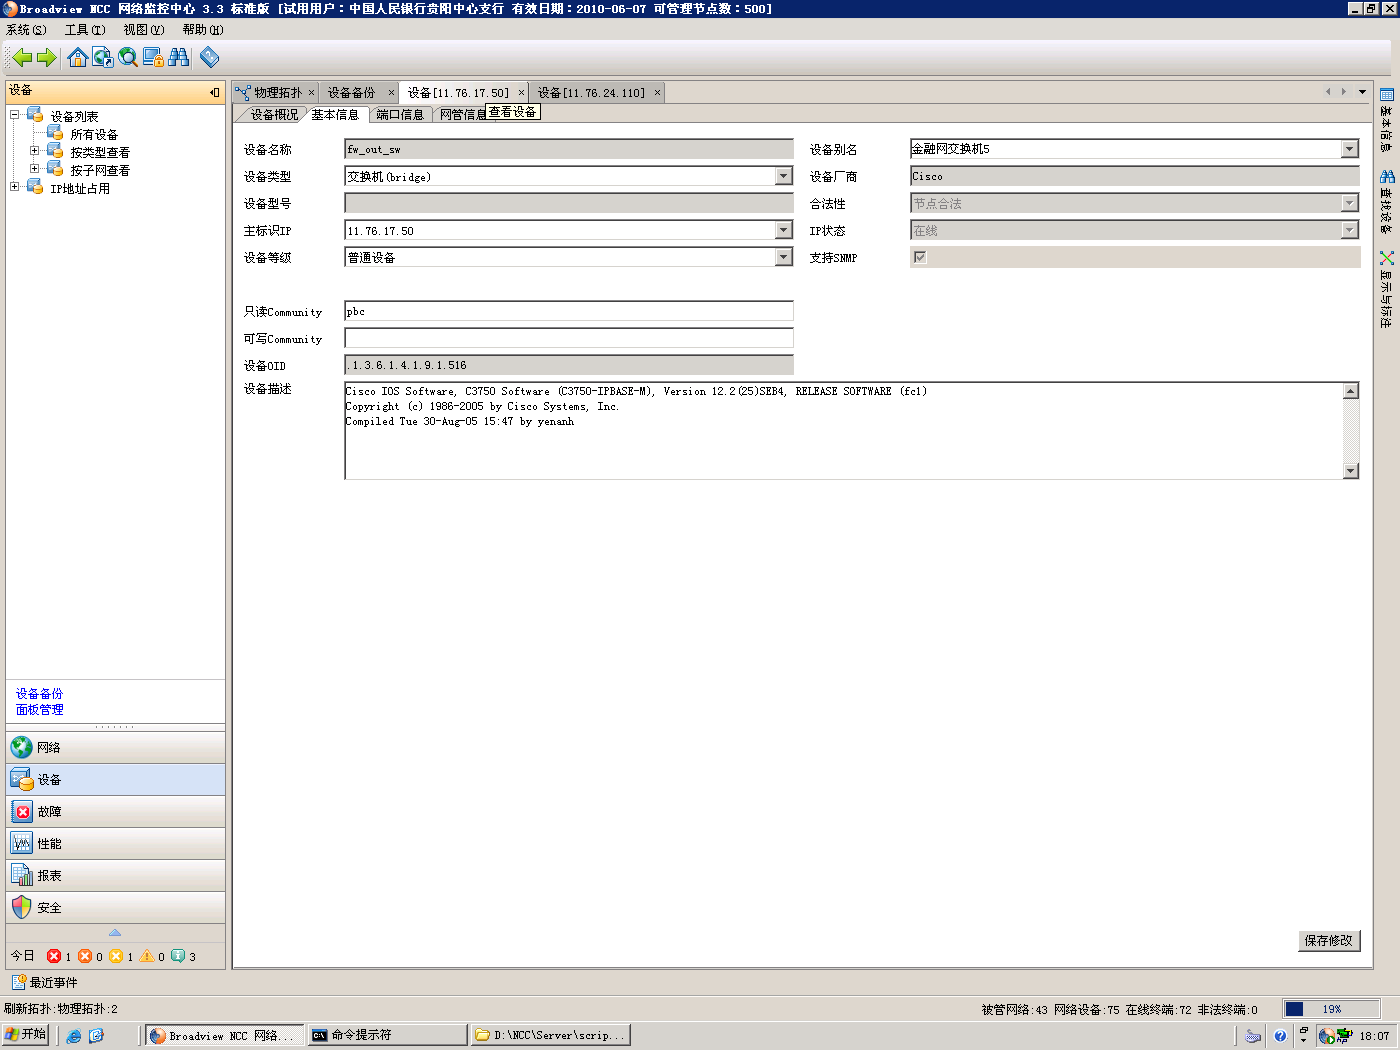 Broadview NCC 网络监控中心 3.3 标准版 [试用用户：中国人民银行贵阳中心支行 有效日期：2010-06-07 可管理节点数：500]
系统(S) 工具(T) 视图(V) 帮助(H)
设备
设备列表
所有设备
按类型查看
按子网查看
IP地址占用
设备备份
面板管理
网络
设备
故障
性能
报表
安全
今日 1 0 1 0 3
物理拓扑 × 设备备份 × 设备[11.76.17.50] × 设备[11.76.24.110] ×
设备概况 基本信息 端口信息 网管信息 查看设备
设备名称 fw_out_sw 设备别名 金融网交换机5
设备类型 交换机(bridge) 设备厂商 Cisco
设备型号 合法性 节点合法
主标识IP 11.76.17.50 IP状态 在线
设备等级 普通设备 支持SNMP
只读Community pbc
可写Community
设备OID .1.3.6.1.4.1.9.1.516
设备描述 Cisco IOS Software, C3750 Software (C3750-IPBASE-M), Version 12.2(25)SEB4, RELEASE SOFTWARE (fc1)
Copyright (c) 1986-2005 by Cisco Systems, Inc.
Compiled Tue 30-Aug-05 15:47 by yenanh
保存修改
基本信息
查找设备
显示与标注
最近事件
刷新拓扑:物理拓扑:2 被管网络:43 网络设备:75 在线终端:72 非法终端:0 19%
开始 Broadview NCC 网络... 命令提示符 D:\NCC\Server\scrip... 18:07